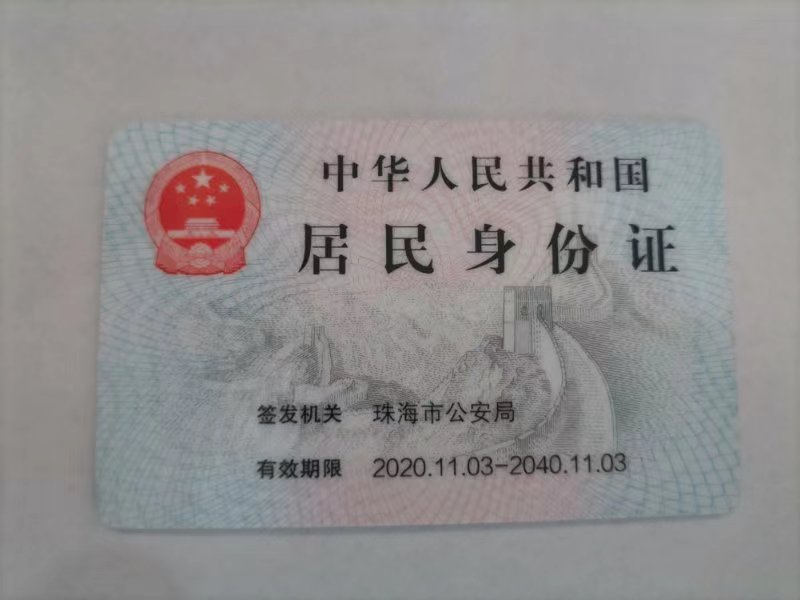 中华人民共和国
居民身份证
签发机关 珠海市公安局
有效期限 2020.11.03-2040.11.03